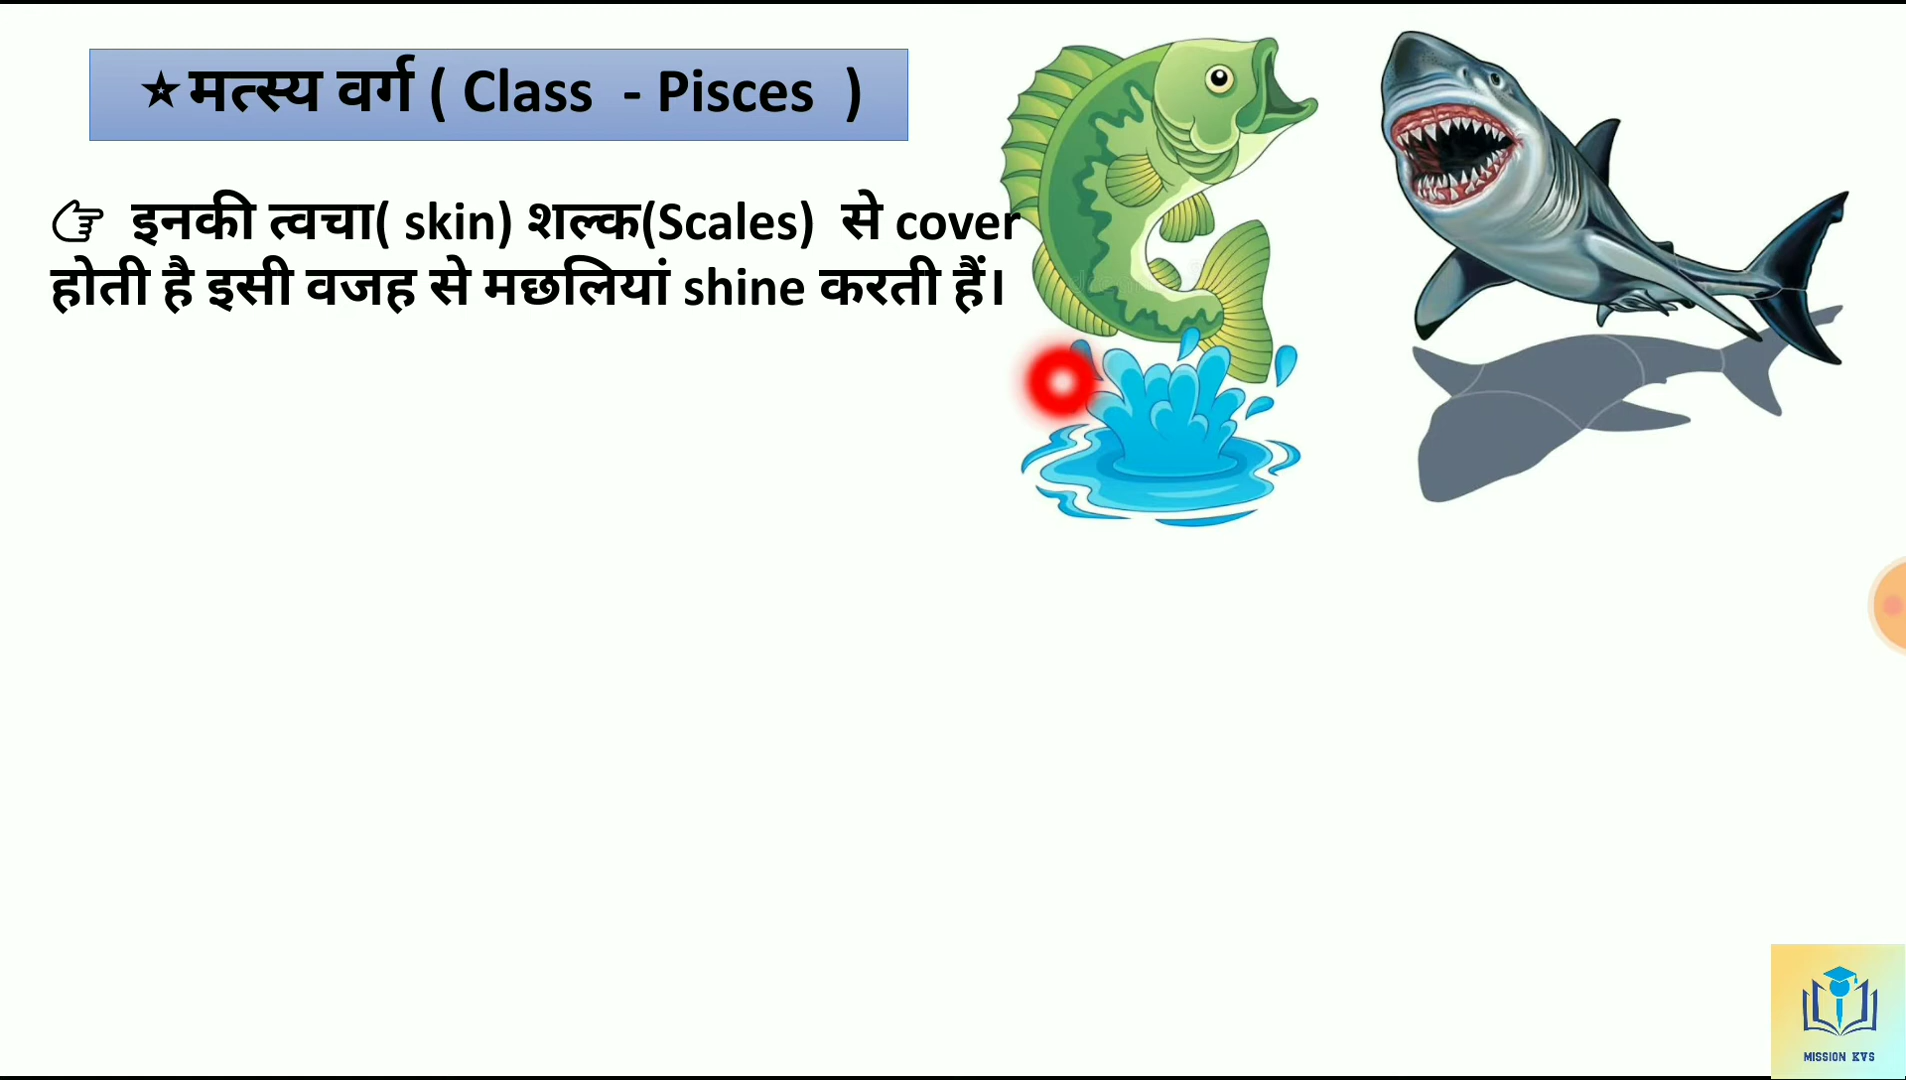 ★मत्स्य वर्ग ( Class - Pisces )
☞ इनकी त्वचा( skin) शल्क(Scales) से cover
होती है इसी वजह से मछलियां shine करती हैं।
MISSION KVS